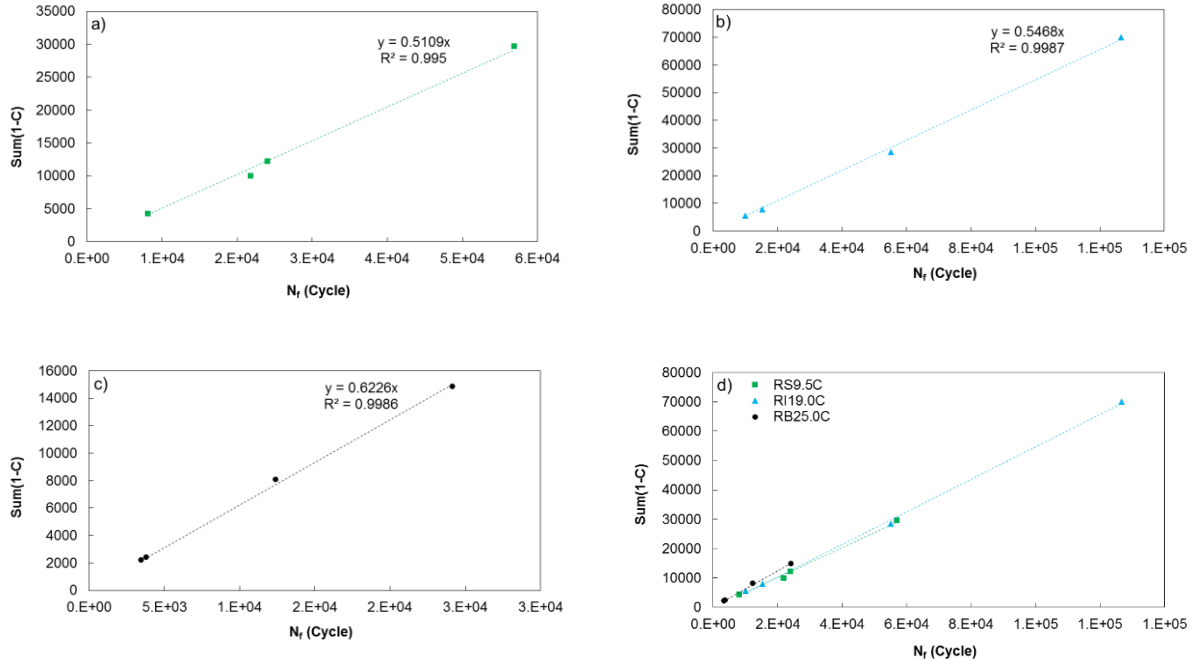 a)
y = 0.5109x
R² = 0.995
35000
30000
25000
20000
15000
10000
5000
0
Sum(1-C)
0.E+00 1.E+04 2.E+04 3.E+04 4.E+04 5.E+04 6.E+04
Nf (Cycle)
b)
y = 0.5468x
R² = 0.9987
80000
70000
60000
50000
40000
30000
20000
10000
0
Sum(1-C)
0.E+00 2.E+04 4.E+04 6.E+04 8.E+04 1.E+05 1.E+05 1.E+05
Nf (Cycle)
c)
y = 0.6226x
R² = 0.9986
16000
14000
12000
10000
8000
6000
4000
2000
0
Sum(1-C)
0.E+00 5.E+03 1.E+04 2.E+04 2.E+04 3.E+04 3.E+04
Nf (Cycle)
d)
RS9.5C
RI19.0C
RB25.0C
80000
70000
60000
50000
40000
30000
20000
10000
0
Sum(1-C)
0.E+00 2.E+04 4.E+04 6.E+04 8.E+04 1.E+05 1.E+05 1.E+05
Nf (Cycle)